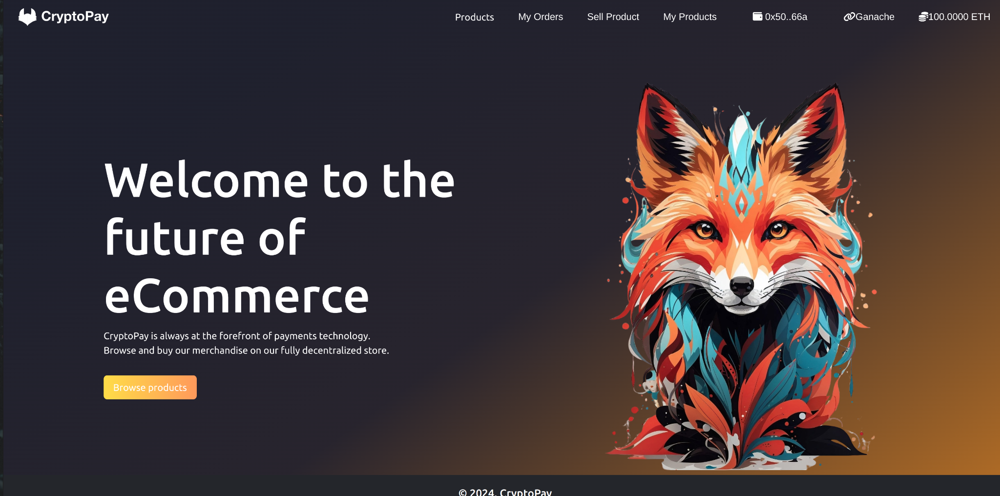 CryptoPay
Products
My Orders
Sell Product
My Products
0x50..66a
Ganache
100.0000 ETH
Welcome to the
future of
eCommerce
CryptoPay is always at the forefront of payments technology.
Browse and buy our merchandise on our fully decentralized store.
Browse products
© 2024, CryptoPay